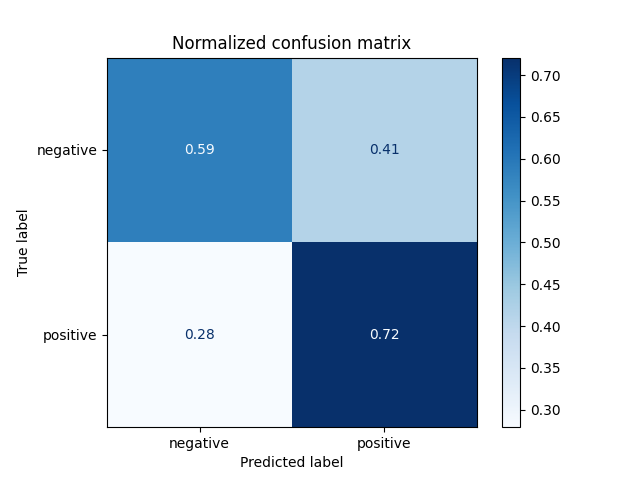 Normalized confusion matrix
True label
negative
0.59
0.41
positive
0.28
0.72
negative
positive
Predicted label
0.70
0.65
0.60
0.55
0.50
0.45
0.40
0.35
0.30